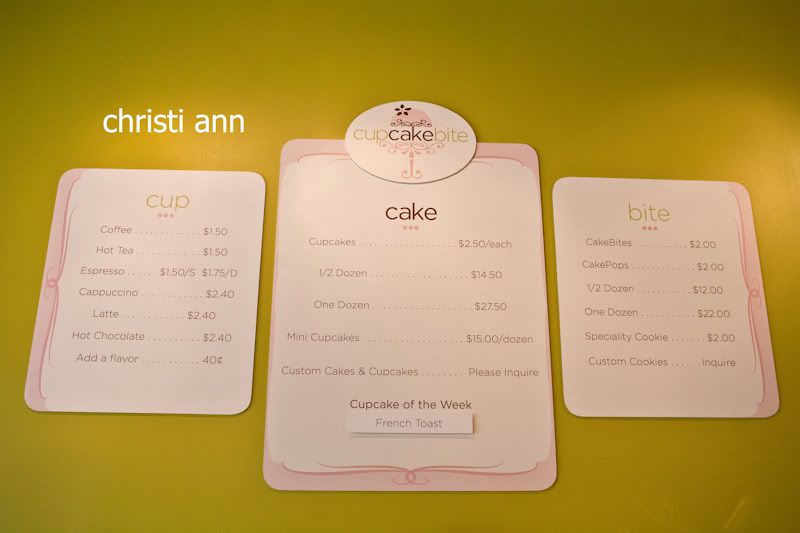 christi ann
cupcakebite
cup
Coffee . . . . . . . . . . . . $1.50
Hot Tea . . . . . . . . . . . $1.50
Espresso . . . . . . $1.50/S $1.75/D
Cappuccino . . . . . . . . . . . . $2.40
Latte . . . . . . . . . . . . $2.40
Hot Chocolate . . . . . . . . . . $2.40
Add a flavor . . . . . . . . . . 40¢
cake
Cupcakes . . . . . . . . . . . . . . . . . $2.50/each
1/2 Dozen . . . . . . . . . . . . . . . . . $14.50
One Dozen . . . . . . . . . . . . . . . . . $27.50
Mini Cupcakes . . . . . . . . . . . . . . . . . $15.00/dozen
Custom Cakes & Cupcakes . . . . . . . . Please Inquire
Cupcake of the Week
French Toast
bite
CakeBites . . . . . . . . . . $2.00
CakePops . . . . . . . . . . $2.00
1/2 Dozen . . . . . . . . . . $12.00
One Dozen . . . . . . . . . . $22.00
Speciality Cookie . . . . . . . $2.00
Custom Cookies . . . . . . Inquire